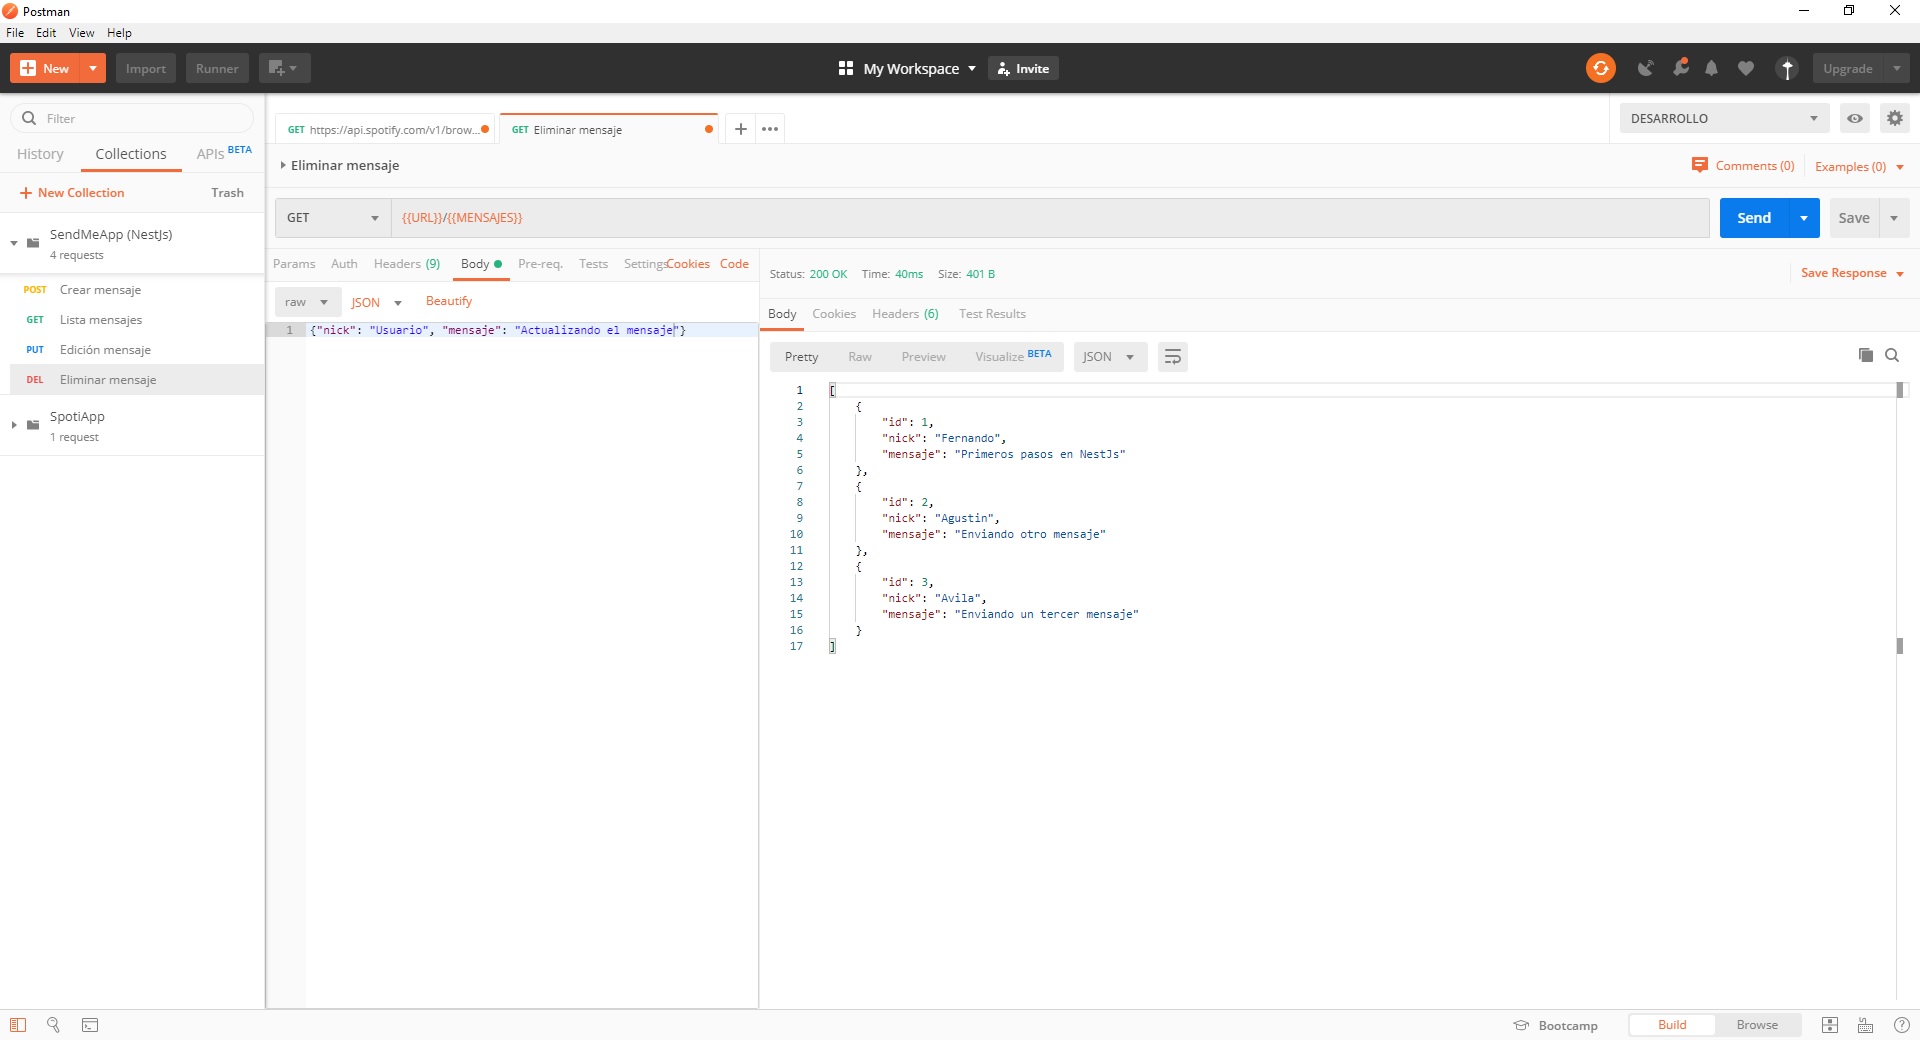 Postman
File Edit View Help
New Import Runner My Workspace Invite Upgrade
Filter
History Collections APIs BETA
New Collection Trash
SendMeApp (NestJs)
4 requests
POST Crear mensaje
GET Lista mensajes
PUT Edición mensaje
DEL Eliminar mensaje
SpotiApp
1 request
GET https://api.spotify.com/v1/brow...
GET Eliminar mensaje
DESARROLLO
Eliminar mensaje
Comments (0) Examples (0)
GET {{URL}}/{{MENSAJES}} Send Save
Params Auth Headers (9) Body Pre-req. Tests Settings Cookies Code
raw JSON Beautify
1 {"nick": "Usuario", "mensaje": "Actualizando el mensaje"}
Status: 200 OK Time: 40ms Size: 401 B Save Response
Body Cookies Headers (6) Test Results
Pretty Raw Preview Visualize BETA JSON
1 [
2 {
3 "id": 1,
4 "nick": "Fernando",
5 "mensaje": "Primeros pasos en NestJs"
6 },
7 {
8 "id": 2,
9 "nick": "Agustin",
10 "mensaje": "Enviando otro mensaje"
11 },
12 {
13 "id": 3,
14 "nick": "Avila",
15 "mensaje": "Enviando un tercer mensaje"
16 }
17 ]
Bootcamp Build Browse